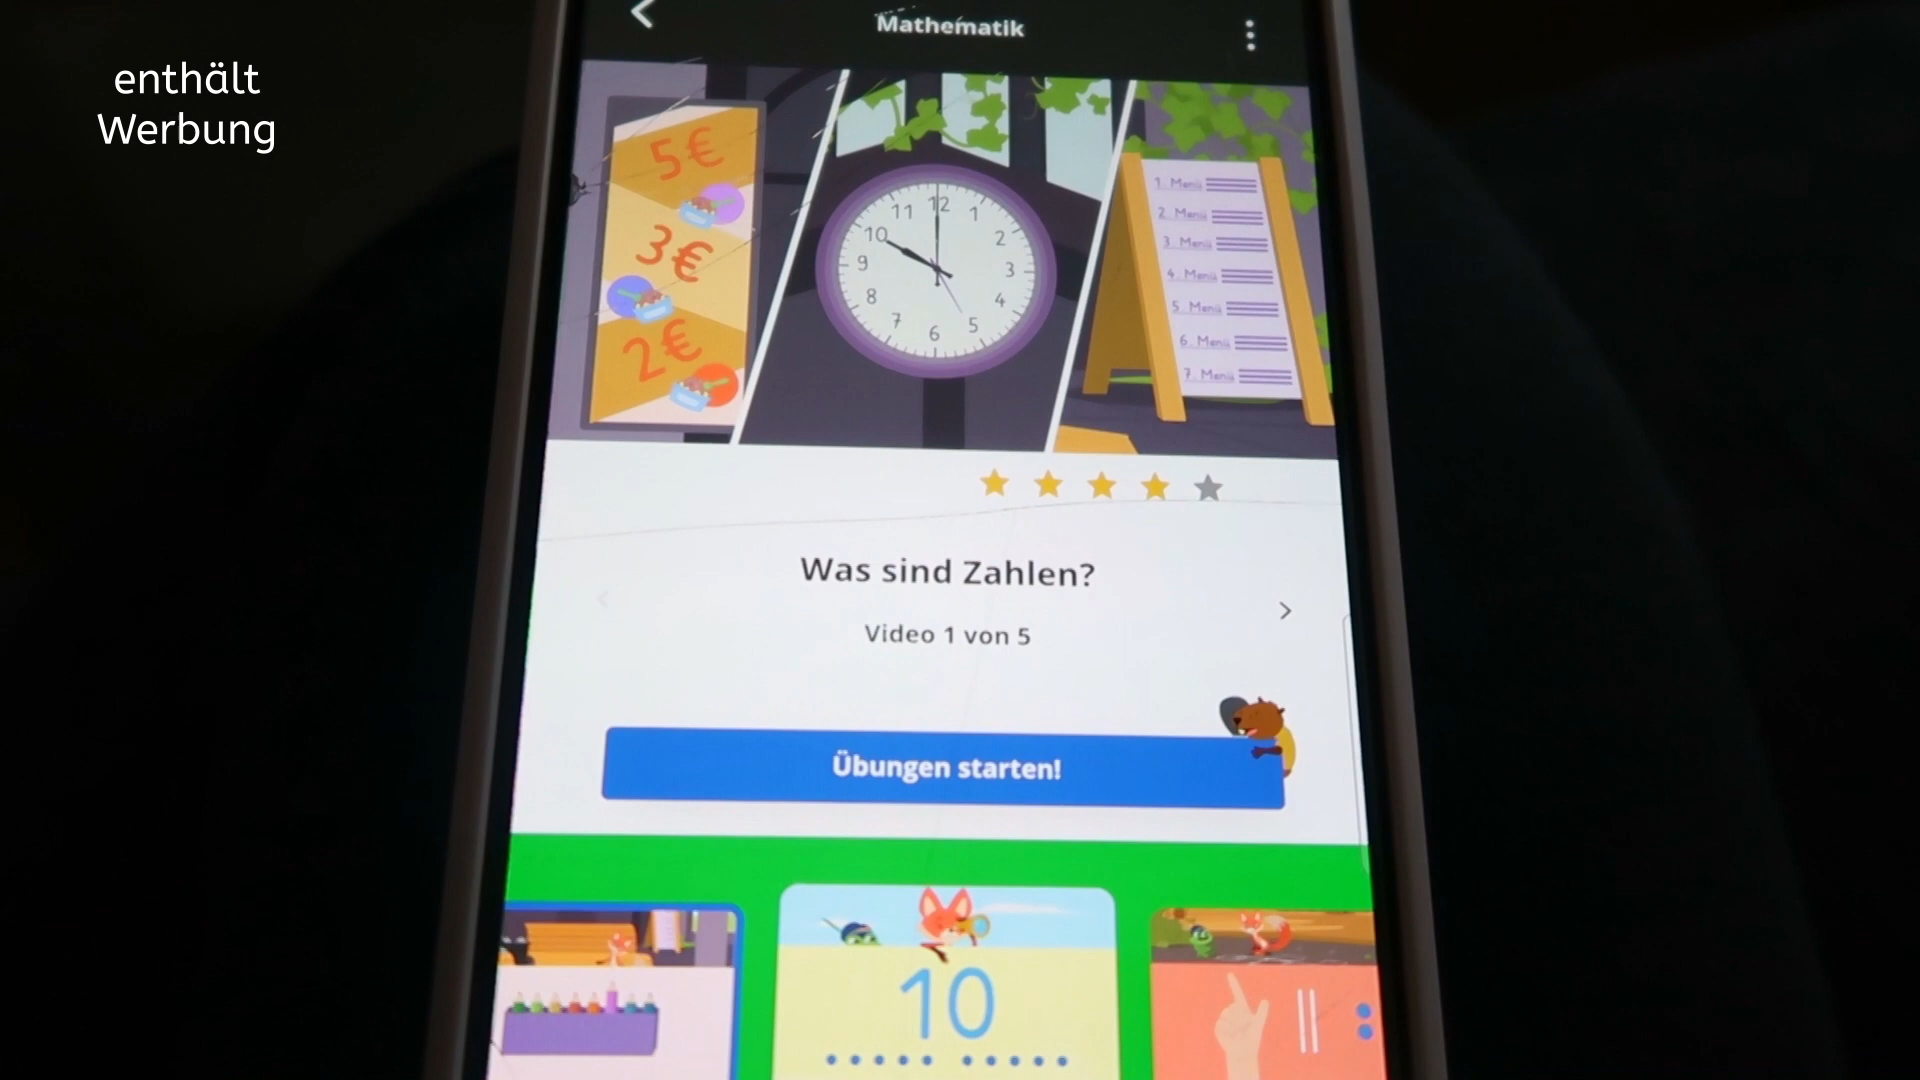 enthält
Werbung
Mathematik
5€
3€
2€
11 12 1
10 2
9 3
8 4
7 6 5
1. Menü
2. Menü
3. Menü
4. Menü
5. Menü
6. Menü
7. Menü
Was sind Zahlen?
Video 1 von 5
Übungen starten!
10